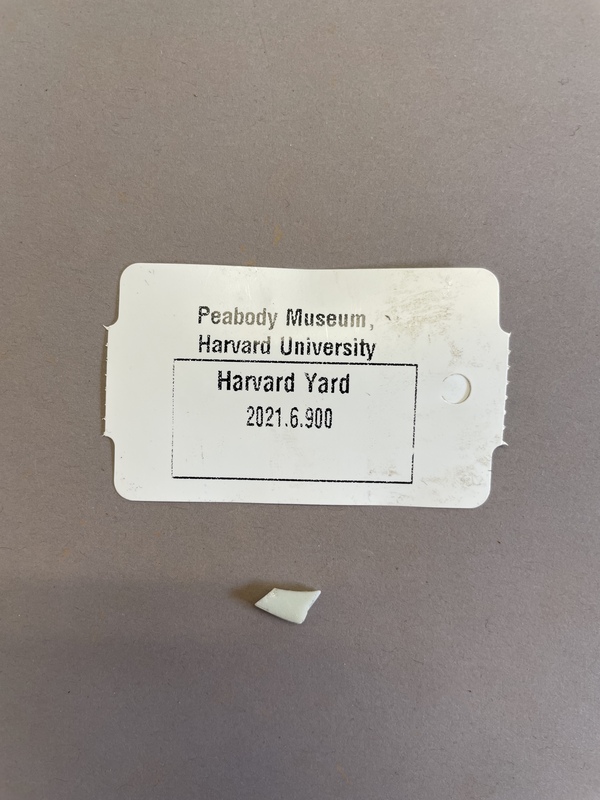 Peabody Museum,
Harvard University
Harvard Yard
2021.6.900